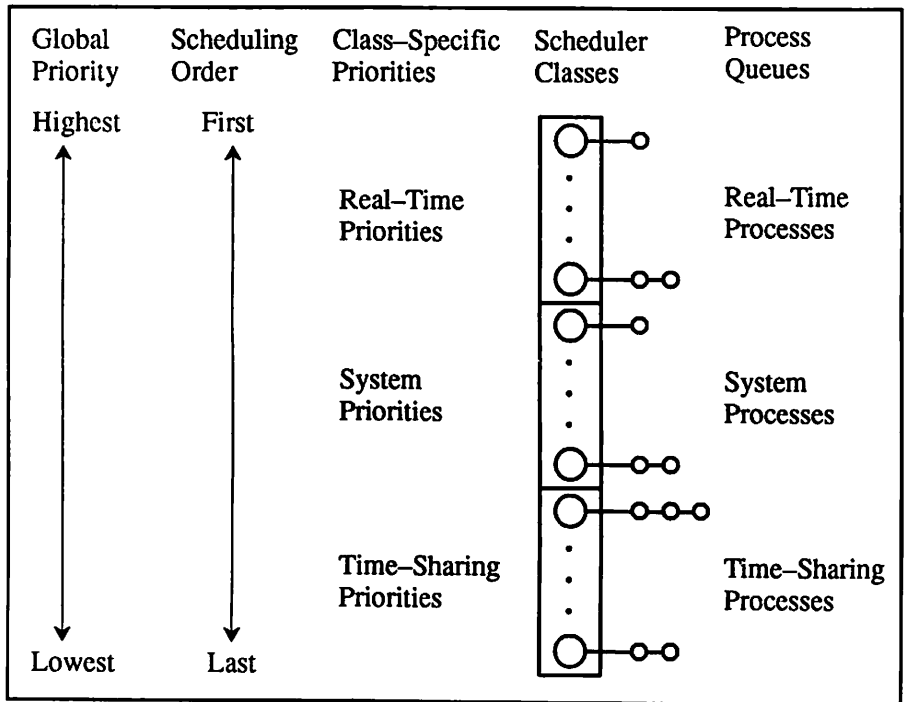 Global Priority
Scheduling Order
Class–Specific Priorities
Scheduler Classes
Process Queues
Highest
First
Real–Time Priorities
Real–Time Processes
System Priorities
System Processes
Time–Sharing Priorities
Time–Sharing Processes
Lowest
Last